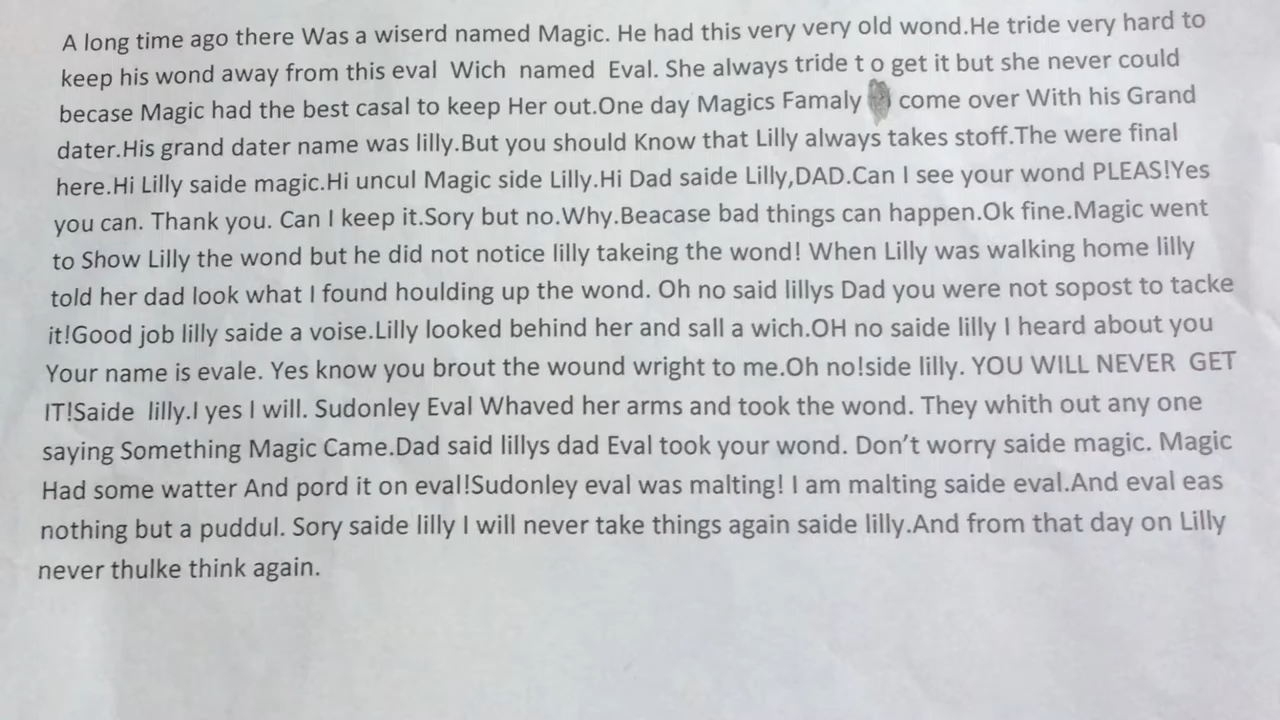 A long time ago there Was a wiserd named Magic. He had this very very old wond.He tride very hard to
keep his wond away from this eval Wich named Eval. She always tride t o get it but she never could
becase Magic had the best casal to keep Her out.One day Magics Famaly come over With his Grand
dater.His grand dater name was lilly.But you should Know that Lilly always takes stoff.The were final
here.Hi Lilly saide magic.Hi uncul Magic side Lilly.Hi Dad saide Lilly,DAD.Can I see your wond PLEAS!Yes
you can. Thank you. Can I keep it.Sory but no.Why.Beacase bad things can happen.Ok fine.Magic went
to Show Lilly the wond but he did not notice lilly takeing the wond! When Lilly was walking home lilly
told her dad look what I found houlding up the wond. Oh no said lillys Dad you were not sopost to tacke
it!Good job lilly saide a voise.Lilly looked behind her and sall a wich.OH no saide lilly I heard about you
Your name is evale. Yes know you brout the wound wright to me.Oh no!side lilly. YOU WILL NEVER GET
IT!Saide lilly.I yes I will. Sudonley Eval Whaved her arms and took the wond. They whith out any one
saying Something Magic Came.Dad said lillys dad Eval took your wond. Don't worry saide magic. Magic
Had some watter And pord it on eval!Sudonley eval was malting! I am malting saide eval.And eval eas
nothing but a puddul. Sory saide lilly I will never take things again saide lilly.And from that day on Lilly
never thulke think again.